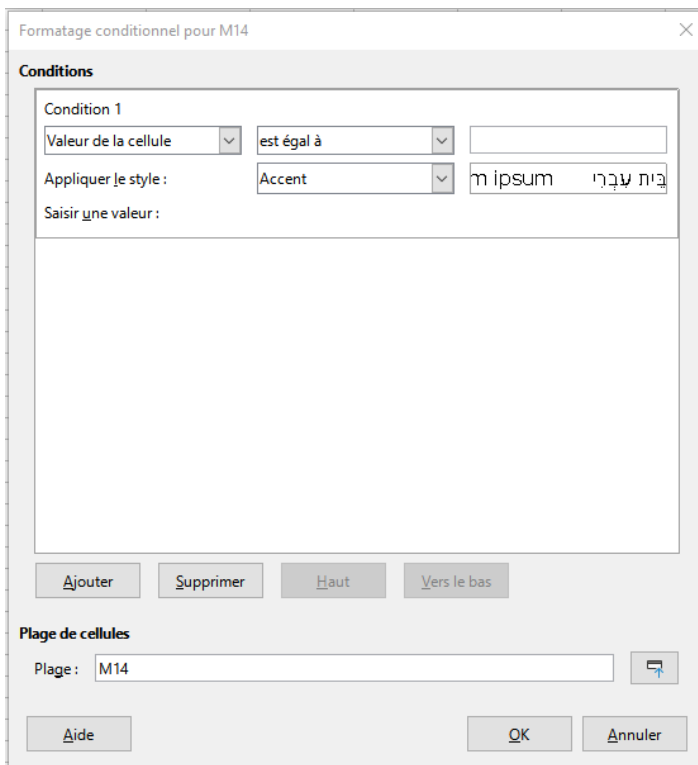 Formatage conditionnel pour M14
Conditions
Condition 1
Valeur de la cellule est égal à
Appliquer le style : Accent m ipsum בַּיִת עִבְרִי
Saisir une valeur :
Ajouter Supprimer Haut Vers le bas
Plage de cellules
Plage : M14
Aide OK Annuler